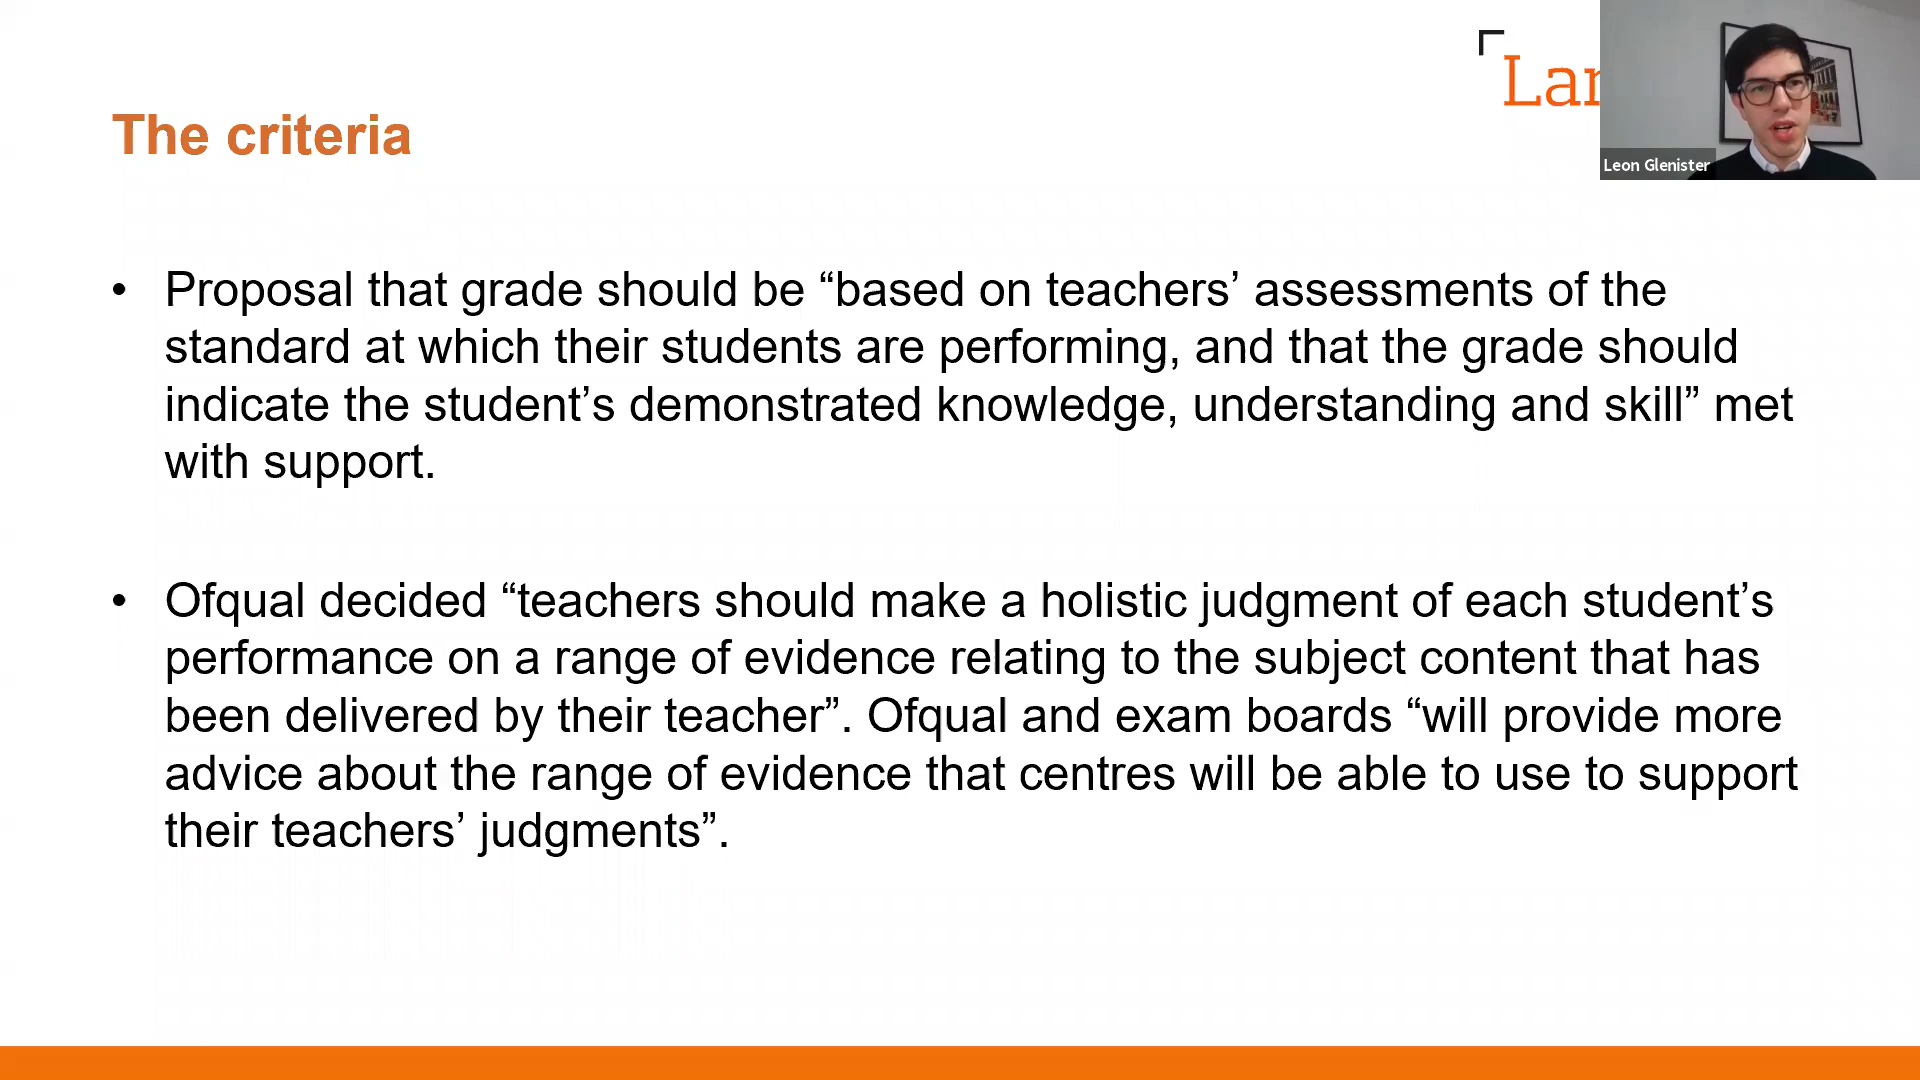 The criteria
Lar
Leon Glenister
• Proposal that grade should be “based on teachers’ assessments of the
standard at which their students are performing, and that the grade should
indicate the student’s demonstrated knowledge, understanding and skill” met
with support.
• Ofqual decided “teachers should make a holistic judgment of each student’s
performance on a range of evidence relating to the subject content that has
been delivered by their teacher”. Ofqual and exam boards “will provide more
advice about the range of evidence that centres will be able to use to support
their teachers’ judgments”.